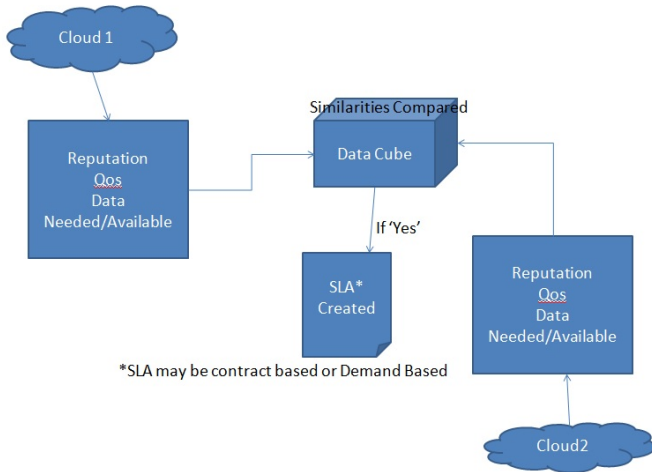 Cloud 1
Similarities Compared
Data Cube
Reputation
Qos
Data
Needed/Available
If 'Yes'
SLA*
Created
Reputation
Qos
Data
Needed/Available
*SLA may be contract based or Demand Based
Cloud2